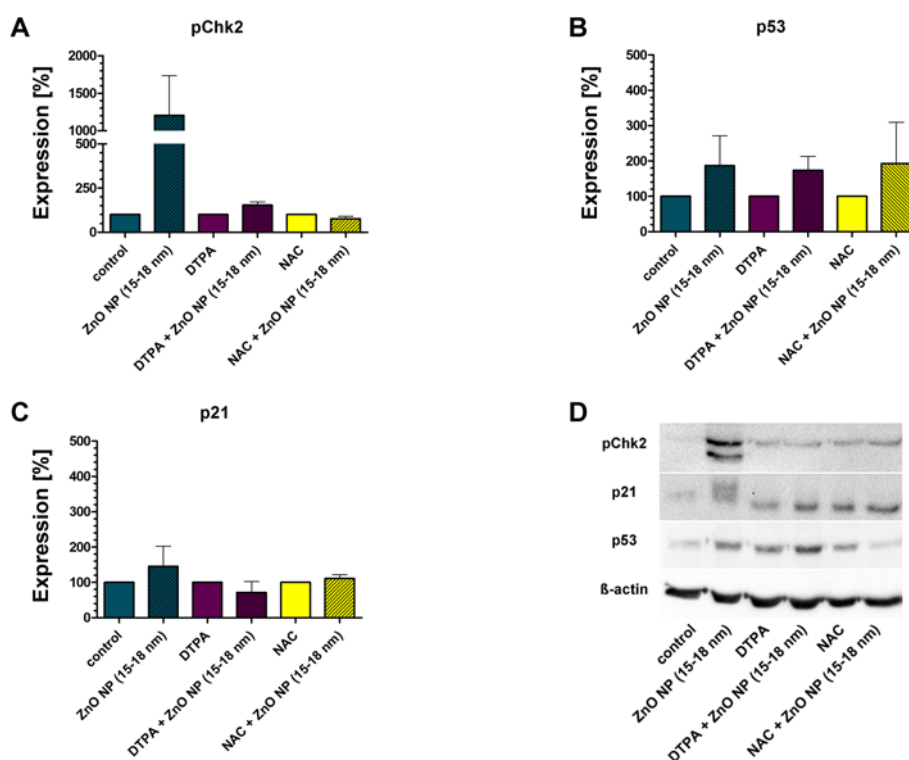 A
pChk2
Expression [%]
2000
1500
1000
500
250
0
control
ZnO NP (15-18 nm)
DTPA
DTPA + ZnO NP (15-18 nm)
NAC
NAC + ZnO NP (15-18 nm)
B
p53
Expression [%]
500
400
300
200
100
0
control
ZnO NP (15-18 nm)
DTPA
DTPA + ZnO NP (15-18 nm)
NAC
NAC + ZnO NP (15-18 nm)
C
p21
Expression [%]
500
400
300
200
100
0
control
ZnO NP (15-18 nm)
DTPA
DTPA + ZnO NP (15-18 nm)
NAC
NAC + ZnO NP (15-18 nm)
D
pChk2
p21
p53
ß-actin
control
ZnO NP (15-18 nm)
DTPA
DTPA + ZnO NP (15-18 nm)
NAC
NAC + ZnO NP (15-18 nm)